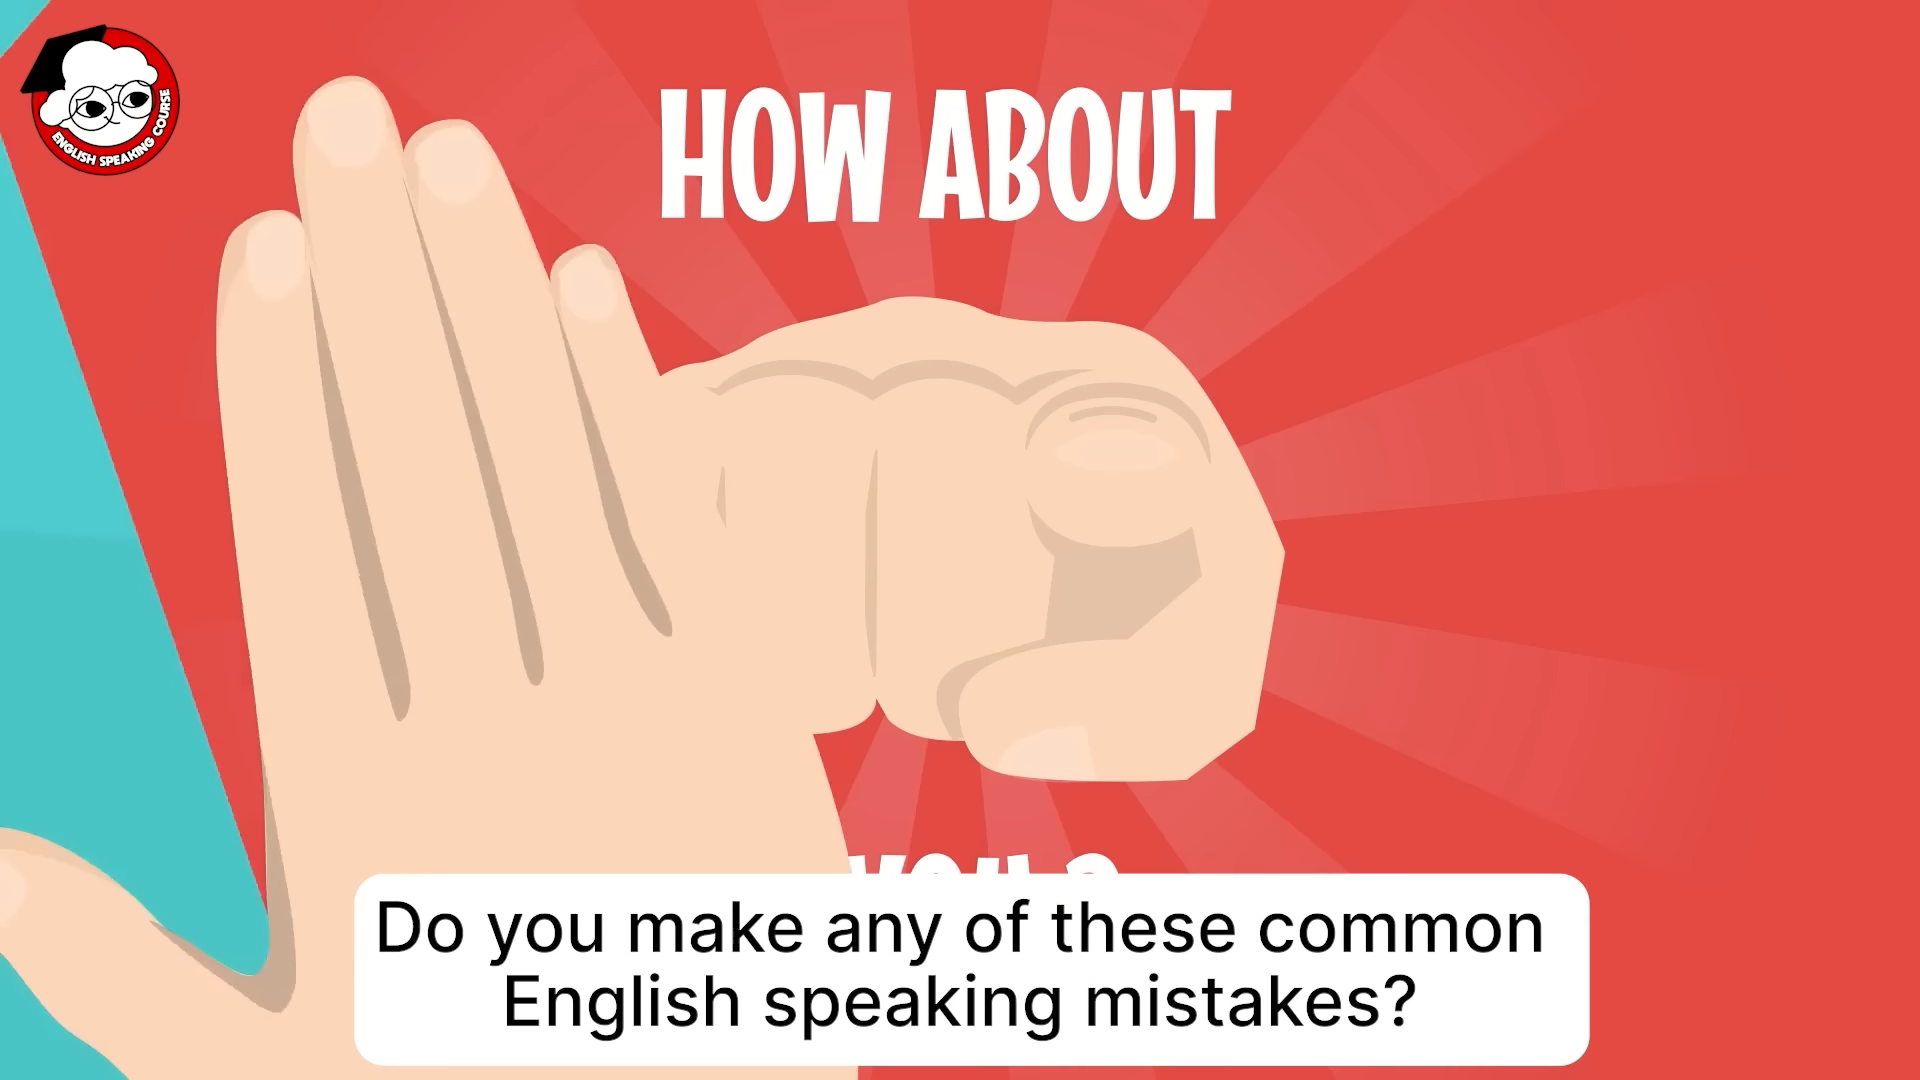 ENGLISH SPEAKING COURSE
HOW ABOUT
Do you make any of these common
English speaking mistakes?